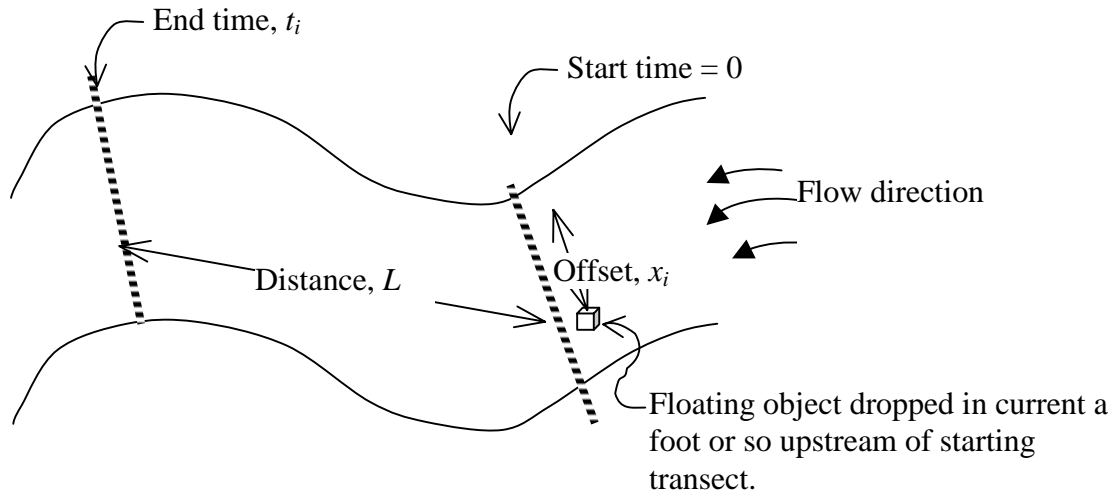 End time, tᵢ
Start time = 0
Flow direction
Offset, xᵢ
Distance, L
Floating object dropped in current a
foot or so upstream of starting
transect.